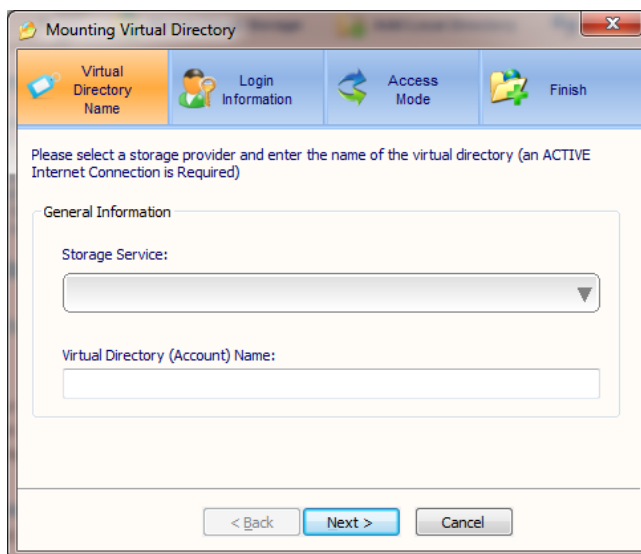 Mounting Virtual Directory
Virtual
Directory
Name
Login
Information
Access
Mode
Finish
Please select a storage provider and enter the name of the virtual directory (an ACTIVE
Internet Connection is Required)
General Information
Storage Service:
Virtual Directory (Account) Name:
< Back
Next >
Cancel